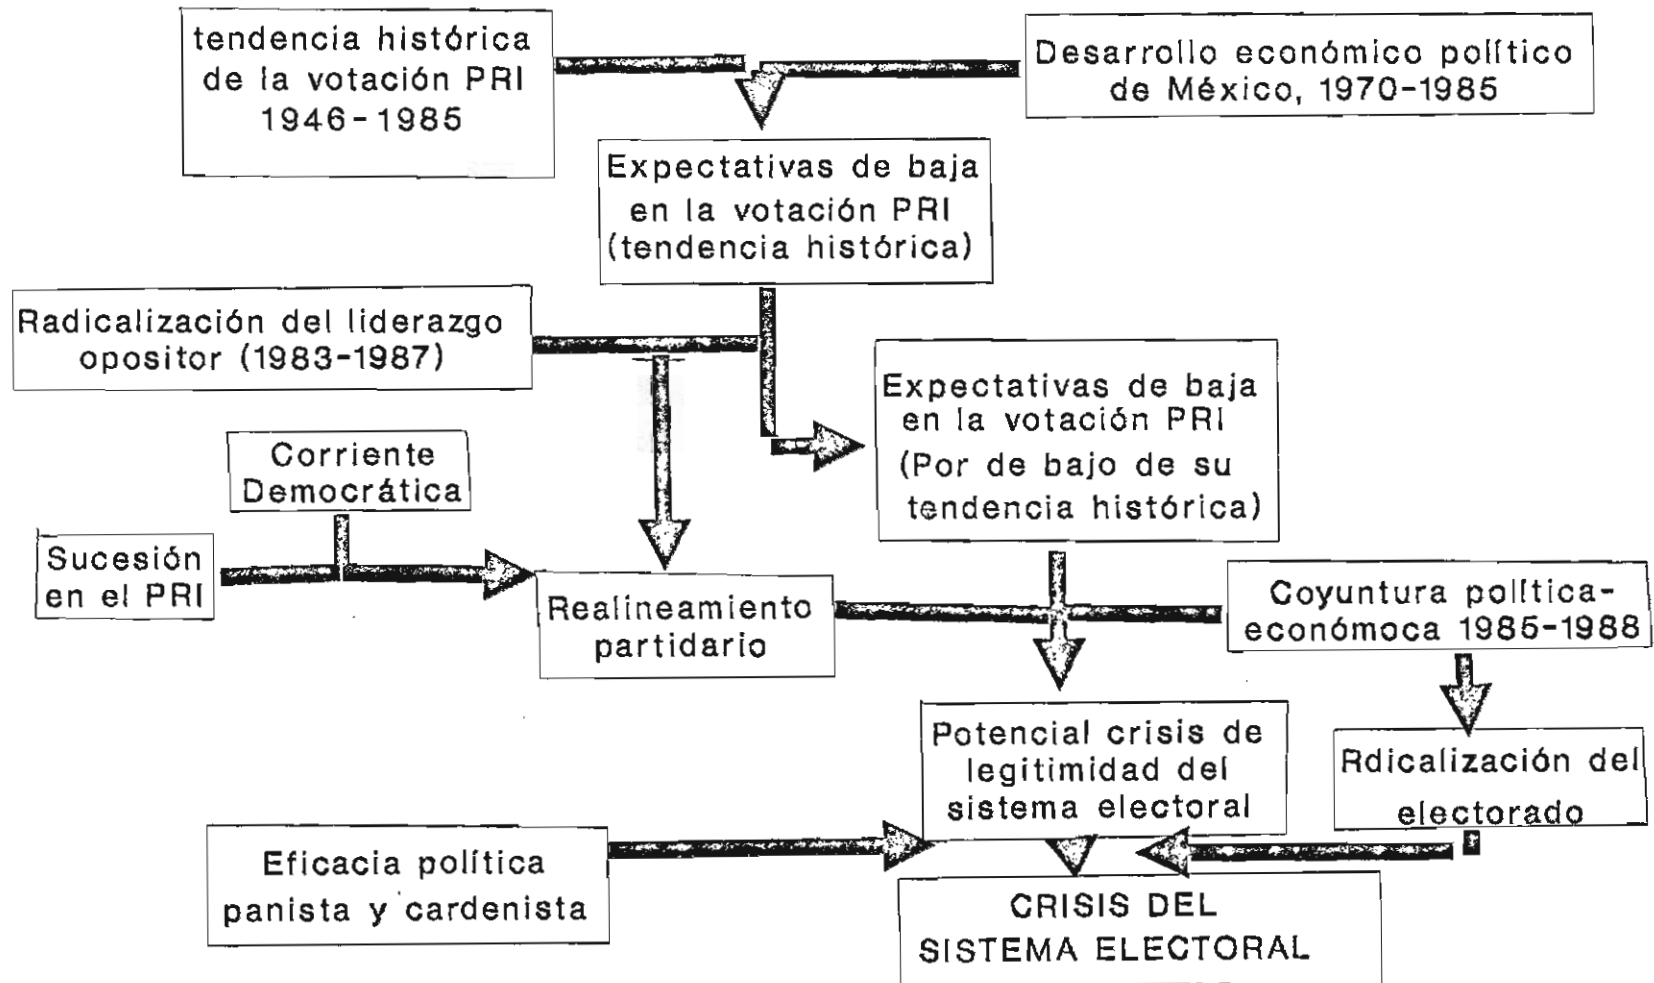 tendencia histórica
de la votación PRI
1946-1985
Desarrollo económico político
de México, 1970-1985
Expectativas de baja
en la votación PRI
(tendencia histórica)
Radicalización del liderazgo
opositor (1983-1987)
Expectativas de baja
en la votación PRI
(Por de bajo de su
tendencia histórica)
Corriente
Democrática
Sucesión
en el PRI
Realineamiento
partidario
Coyuntura política-
económoca 1985-1988
Potencial crisis de
legitimidad del
sistema electoral
Rdicalización del
electorado
Eficacia política
panista y cardenista
CRISIS DEL
SISTEMA ELECTORAL